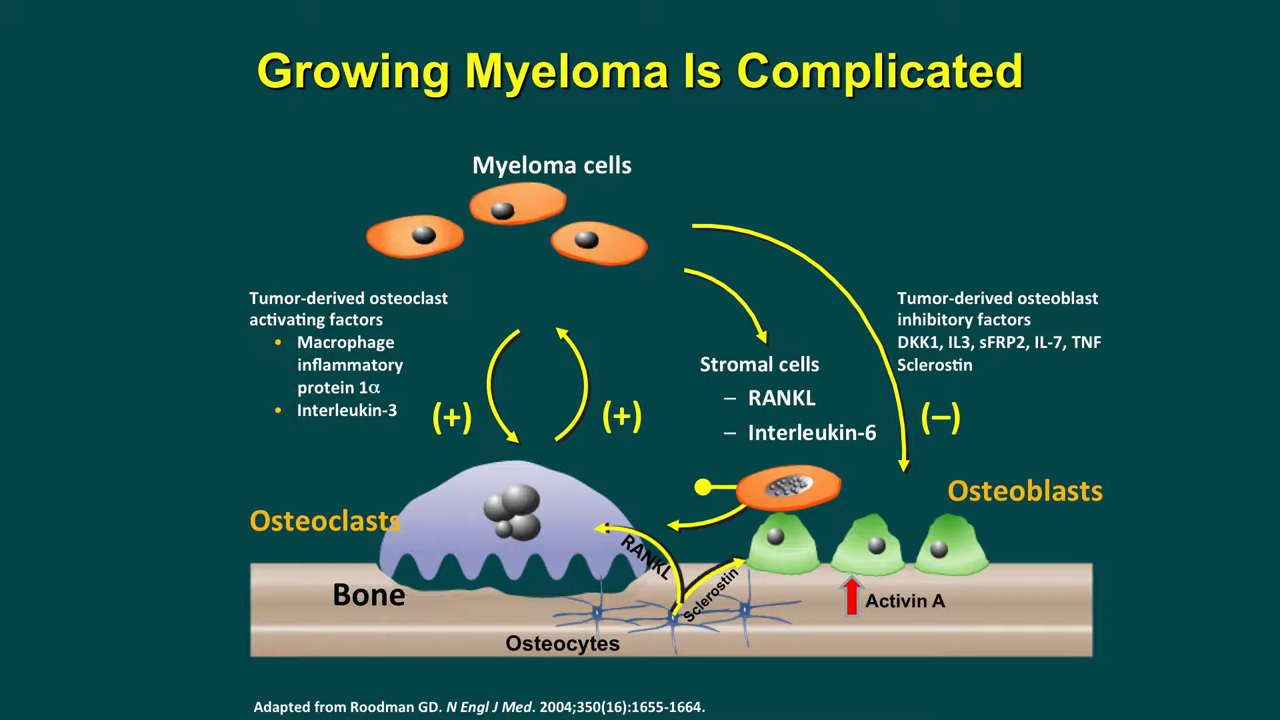 Growing Myeloma Is Complicated
Myeloma cells
Tumor-derived osteoclast
activating factors
• Macrophage
inflammatory
protein 1α
• Interleukin-3
(+)
(+)
Stromal cells
– RANKL
– Interleukin-6
Tumor-derived osteoblast
inhibitory factors
DKK1, IL3, sFRP2, IL-7, TNF
Sclerostin
(–)
Osteoclasts
Osteoblasts
RANKL
Sclerostin
Bone
Activin A
Osteocytes
Adapted from Roodman GD. N Engl J Med. 2004;350(16):1655-1664.